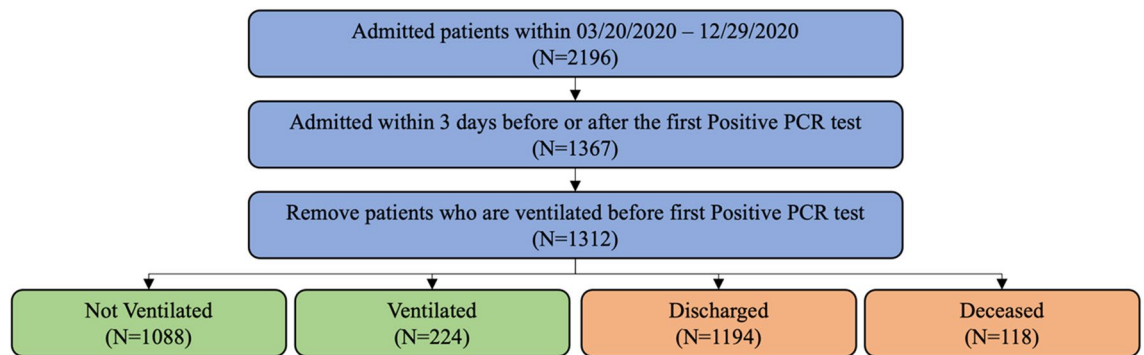 Admitted patients within 03/20/2020 – 12/29/2020
(N=2196)
Admitted within 3 days before or after the first Positive PCR test
(N=1367)
Remove patients who are ventilated before first Positive PCR test
(N=1312)
Not Ventilated
(N=1088)
Ventilated
(N=224)
Discharged
(N=1194)
Deceased
(N=118)